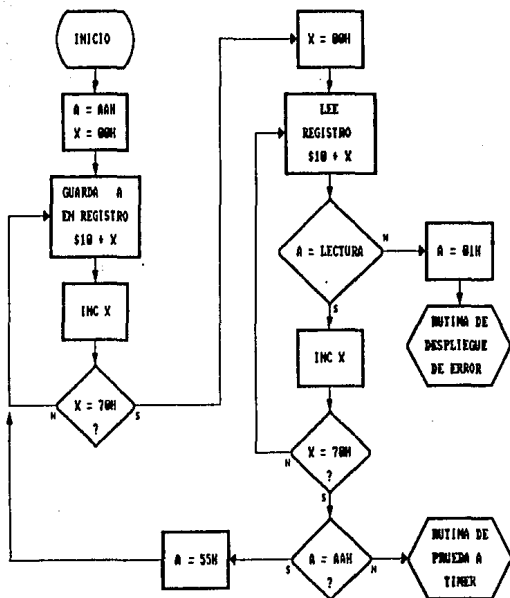 INICIO
A = AAH
X = 00H
GUARDA A
EN REGISTRO
$10 + X
INC X
X = 70H
?
N
S
X = 00H
LEE
REGISTRO
$10 + X
A = LECTURA
N
S
A = 01H
RUTINA DE
DESPLIEGUE
DE ERROR
INC X
X = 70H
?
N
S
A = AAH
?
S
N
A = 55H
RUTINA DE
PRUEBA A
TIMER